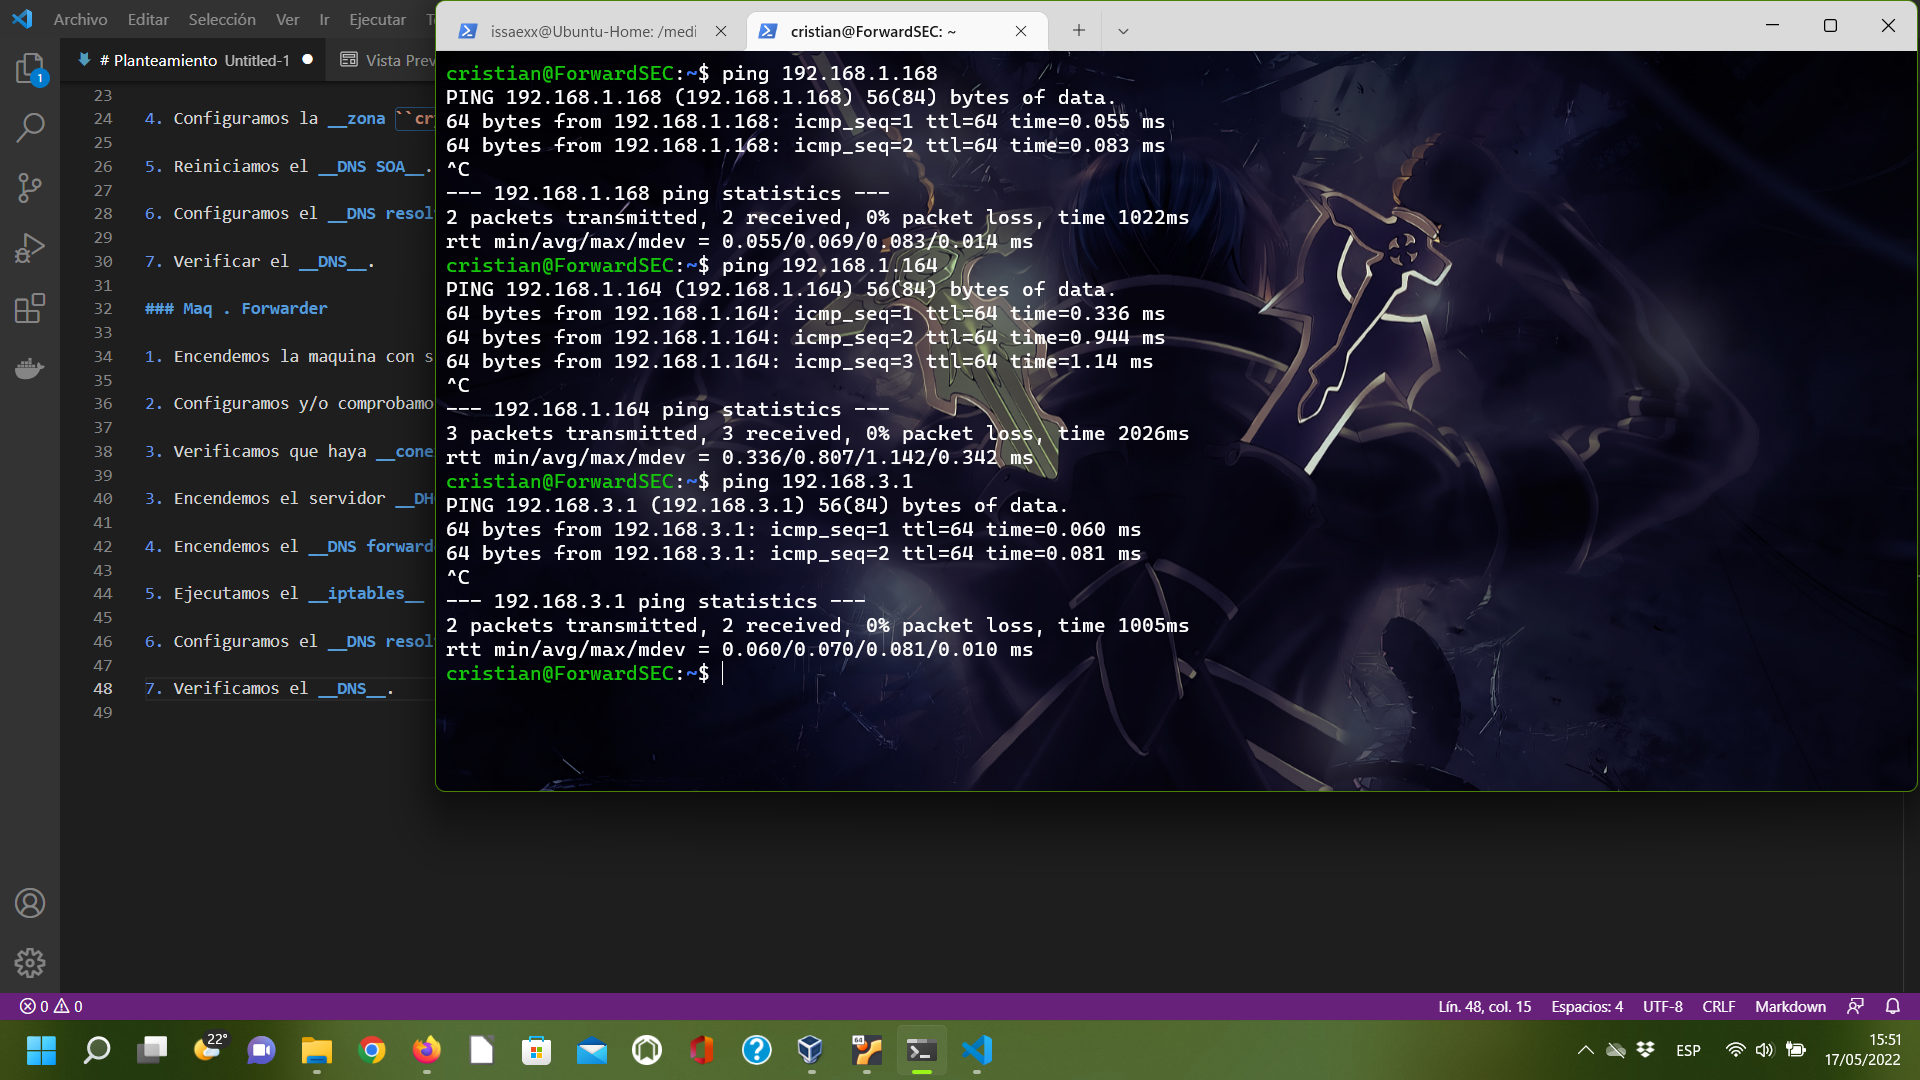 Archivo Editar Selección Ver Ir Ejecutar
# Planteamiento Untitled-1
Vista Prev
1
23
24 4. Configuramos la __zona ``cr
25
26 5. Reiniciamos el __DNS SOA__.
27
28 6. Configuramos el __DNS resol
29
30 7. Verificar el __DNS__.
31
32 ### Maq . Forwarder
33
34 1. Encendemos la maquina con s
35
36 2. Configuramos y/o comprobamo
37
38 3. Verificamos que haya __cone
39
40 3. Encendemos el servidor __DH
41
42 4. Encendemos el __DNS forward
43
44 5. Ejecutamos el __iptables__
45
46 6. Configuramos el __DNS resol
47
48 7. Verificamos el __DNS__.
49
issaexx@Ubuntu-Home: /medi
cristian@ForwardSEC: ~
cristian@ForwardSEC:~$ ping 192.168.1.168
PING 192.168.1.168 (192.168.1.168) 56(84) bytes of data.
64 bytes from 192.168.1.168: icmp_seq=1 ttl=64 time=0.055 ms
64 bytes from 192.168.1.168: icmp_seq=2 ttl=64 time=0.083 ms
^C
--- 192.168.1.168 ping statistics ---
2 packets transmitted, 2 received, 0% packet loss, time 1022ms
rtt min/avg/max/mdev = 0.055/0.069/0.083/0.014 ms
cristian@ForwardSEC:~$ ping 192.168.1.164
PING 192.168.1.164 (192.168.1.164) 56(84) bytes of data.
64 bytes from 192.168.1.164: icmp_seq=1 ttl=64 time=0.336 ms
64 bytes from 192.168.1.164: icmp_seq=2 ttl=64 time=0.944 ms
64 bytes from 192.168.1.164: icmp_seq=3 ttl=64 time=1.14 ms
^C
--- 192.168.1.164 ping statistics ---
3 packets transmitted, 3 received, 0% packet loss, time 2026ms
rtt min/avg/max/mdev = 0.336/0.807/1.142/0.342 ms
cristian@ForwardSEC:~$ ping 192.168.3.1
PING 192.168.3.1 (192.168.3.1) 56(84) bytes of data.
64 bytes from 192.168.3.1: icmp_seq=1 ttl=64 time=0.060 ms
64 bytes from 192.168.3.1: icmp_seq=2 ttl=64 time=0.081 ms
^C
--- 192.168.3.1 ping statistics ---
2 packets transmitted, 2 received, 0% packet loss, time 1005ms
rtt min/avg/max/mdev = 0.060/0.070/0.081/0.010 ms
cristian@ForwardSEC:~$
0 0
Lín. 48, col. 15 Espacios: 4 UTF-8 CRLF Markdown
22°
64
ESP
15:51
17/05/2022